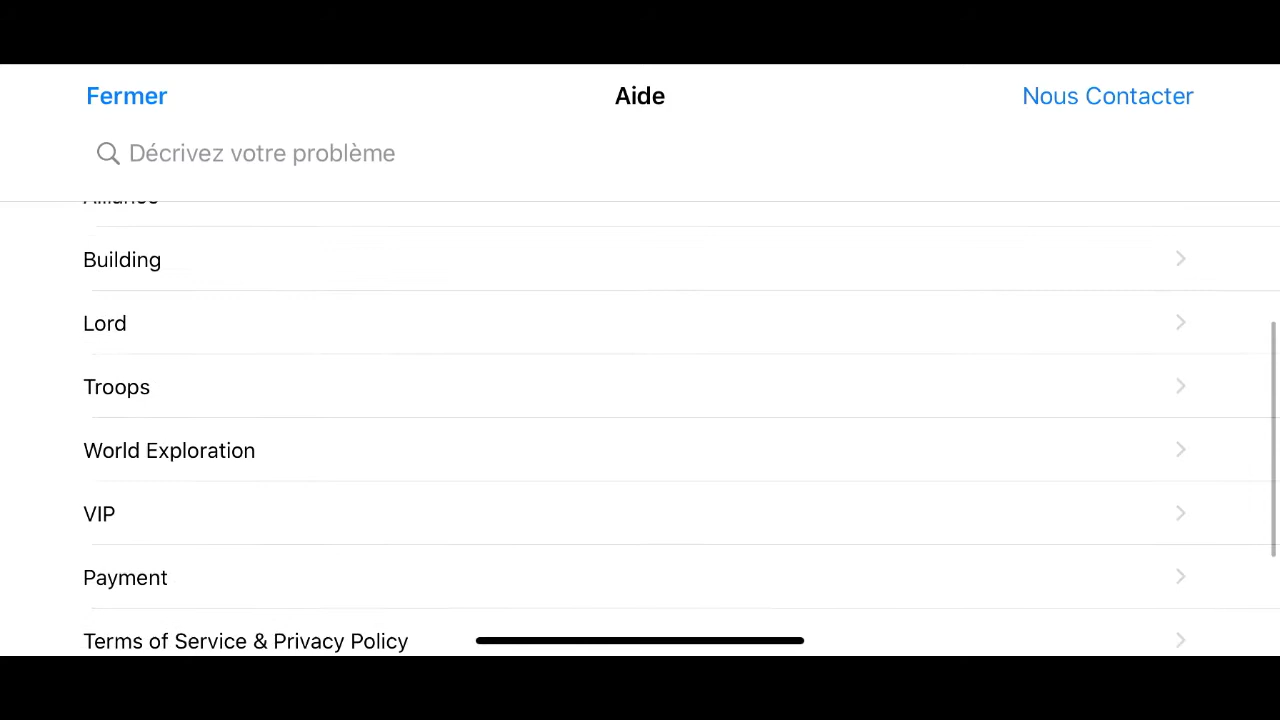 Fermer
Aide
Nous Contacter
Décrivez votre problème
Alliance
Building
Lord
Troops
World Exploration
VIP
Payment
Terms of Service & Privacy Policy